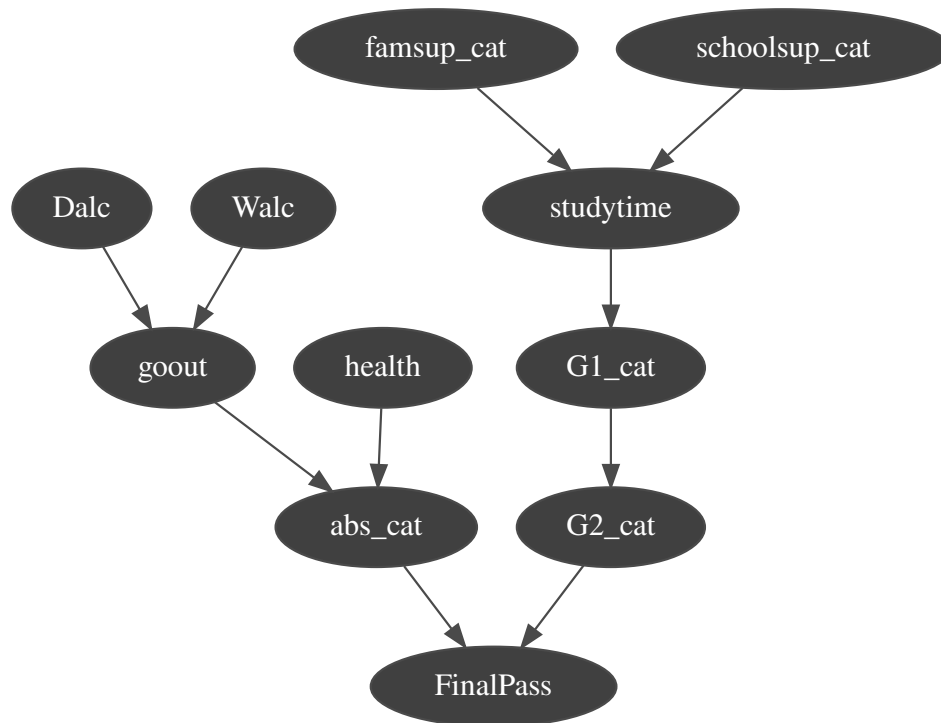 famsup_cat
schoolsup_cat
Dalc
Walc
studytime
goout
health
G1_cat
abs_cat
G2_cat
FinalPass